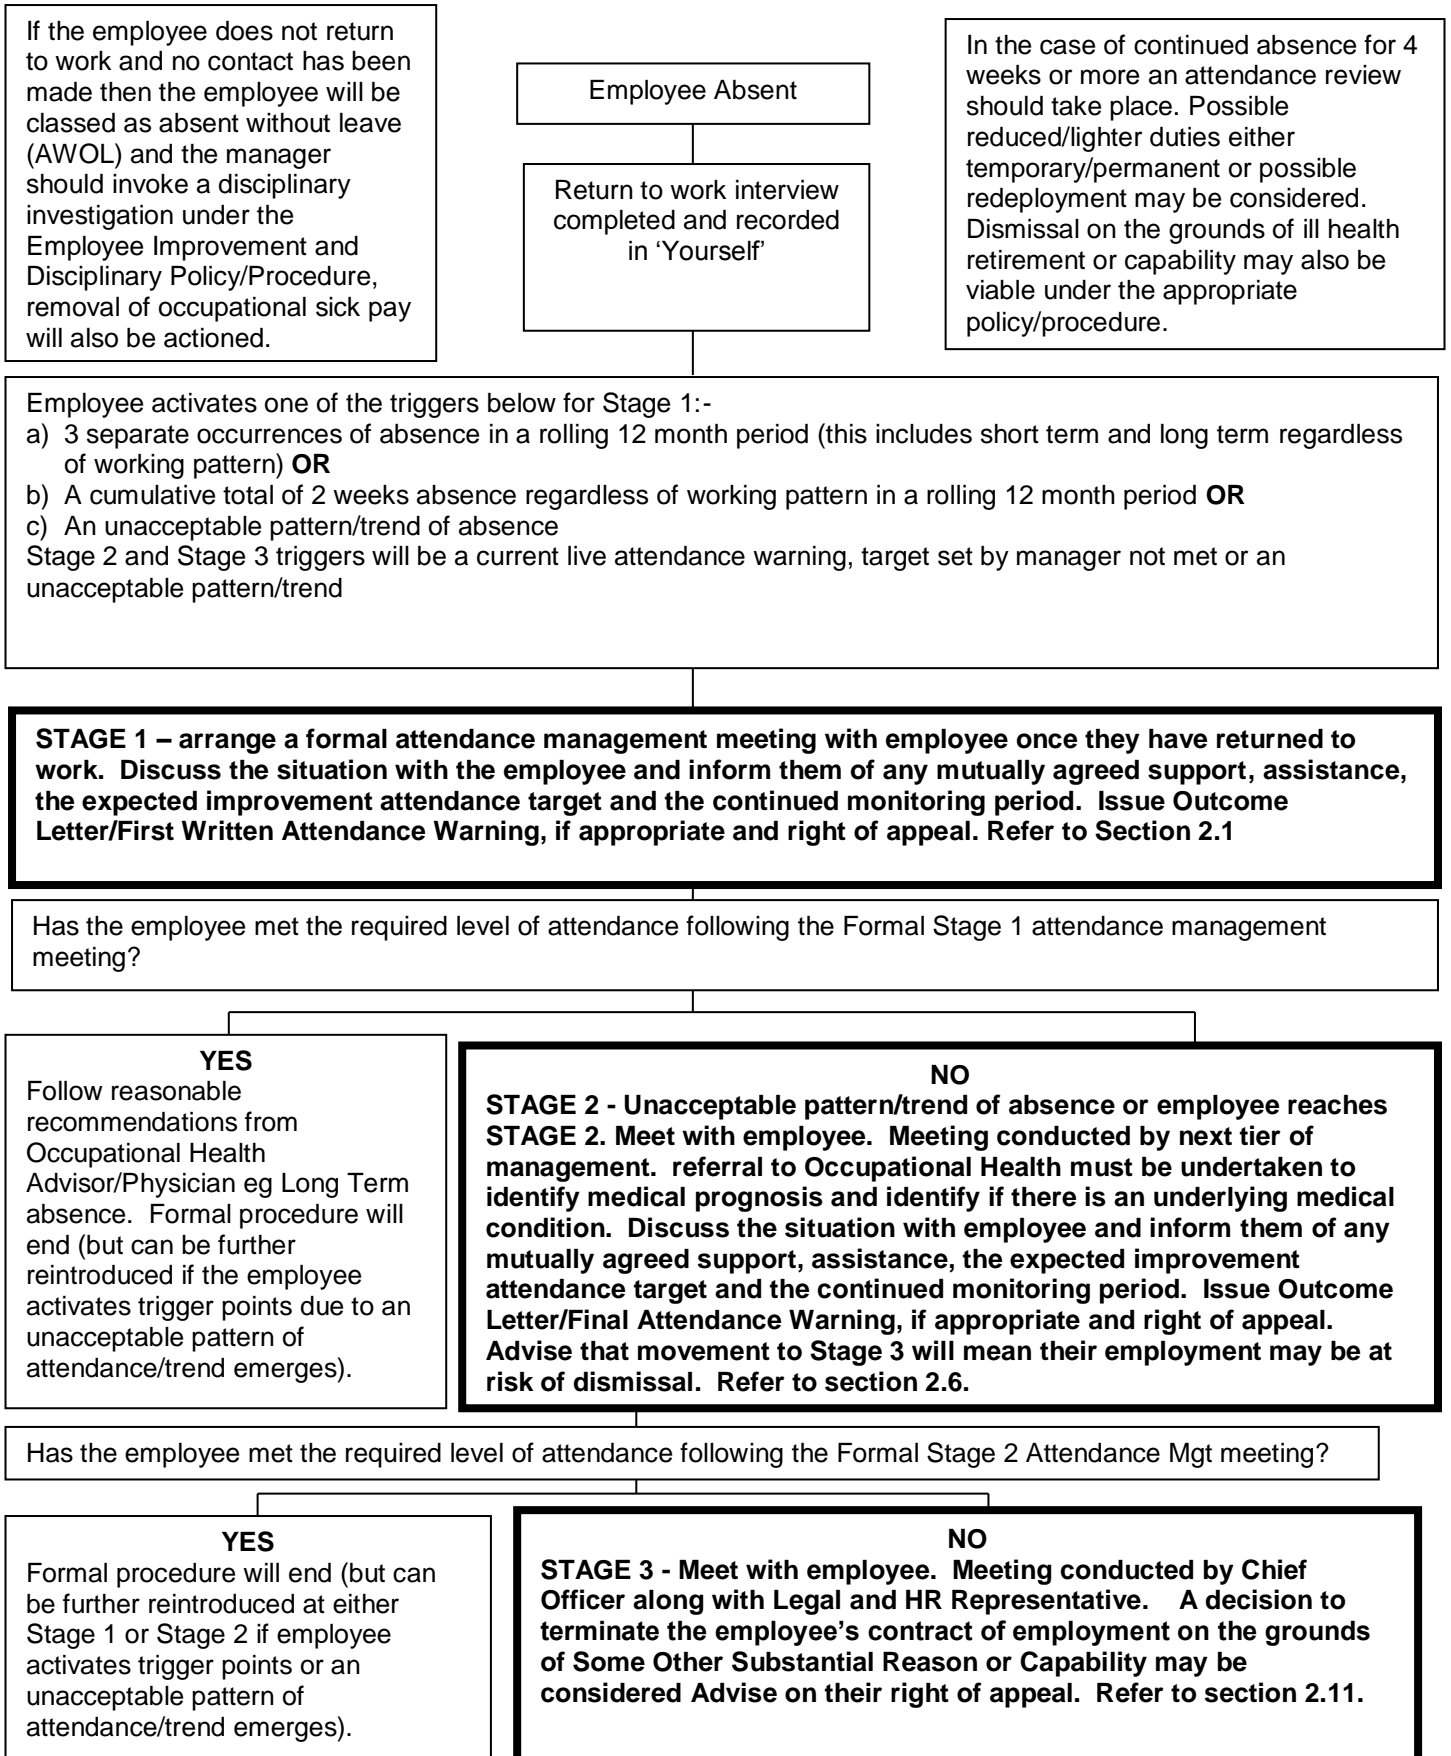 If the employee does not return
to work and no contact has been
made then the employee will be
classed as absent without leave
(AWOL) and the manager
should invoke a disciplinary
investigation under the
Employee Improvement and
Disciplinary Policy/Procedure,
removal of occupational sick pay
will also be actioned.
Employee Absent
Return to work interview
completed and recorded
in ‘Yourself’
In the case of continued absence for 4
weeks or more an attendance review
should take place. Possible
reduced/lighter duties either
temporary/permanent or possible
redeployment may be considered.
Dismissal on the grounds of ill health
retirement or capability may also be
viable under the appropriate
policy/procedure.
Employee activates one of the triggers below for Stage 1:-
a) 3 separate occurrences of absence in a rolling 12 month period (this includes short term and long term regardless
of working pattern) OR
b) A cumulative total of 2 weeks absence regardless of working pattern in a rolling 12 month period OR
c) An unacceptable pattern/trend of absence
Stage 2 and Stage 3 triggers will be a current live attendance warning, target set by manager not met or an
unacceptable pattern/trend
STAGE 1 – arrange a formal attendance management meeting with employee once they have returned to
work. Discuss the situation with the employee and inform them of any mutually agreed support, assistance,
the expected improvement attendance target and the continued monitoring period. Issue Outcome
Letter/First Written Attendance Warning, if appropriate and right of appeal. Refer to Section 2.1
Has the employee met the required level of attendance following the Formal Stage 1 attendance management
meeting?
YES
Follow reasonable
recommendations from
Occupational Health
Advisor/Physician eg Long Term
absence. Formal procedure will
end (but can be further
reintroduced if the employee
activates trigger points due to an
unacceptable pattern of
attendance/trend emerges).
NO
STAGE 2 - Unacceptable pattern/trend of absence or employee reaches
STAGE 2. Meet with employee. Meeting conducted by next tier of
management. referral to Occupational Health must be undertaken to
identify medical prognosis and identify if there is an underlying medical
condition. Discuss the situation with employee and inform them of any
mutually agreed support, assistance, the expected improvement
attendance target and the continued monitoring period. Issue Outcome
Letter/Final Attendance Warning, if appropriate and right of appeal.
Advise that movement to Stage 3 will mean their employment may be at
risk of dismissal. Refer to section 2.6.
Has the employee met the required level of attendance following the Formal Stage 2 Attendance Mgt meeting?
YES
Formal procedure will end (but can
be further reintroduced at either
Stage 1 or Stage 2 if employee
activates trigger points or an
unacceptable pattern of
attendance/trend emerges).
NO
STAGE 3 - Meet with employee. Meeting conducted by Chief
Officer along with Legal and HR Representative. A decision to
terminate the employee’s contract of employment on the grounds
of Some Other Substantial Reason or Capability may be
considered Advise on their right of appeal. Refer to section 2.11.